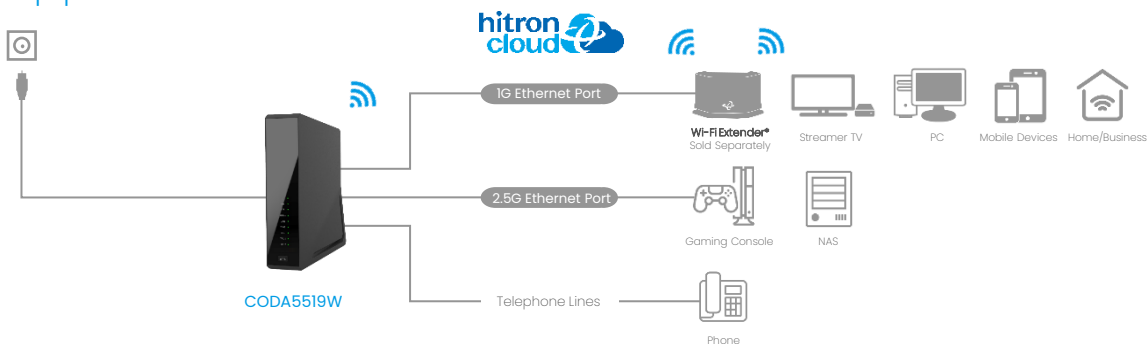 hitron
cloud
1G Ethernet Port
Wi-Fi Extender*
Sold Separately
Streamer TV
PC
Mobile Devices
Home/Business
2.5G Ethernet Port
Gaming Console
NAS
CODA5519W
Telephone Lines
Phone